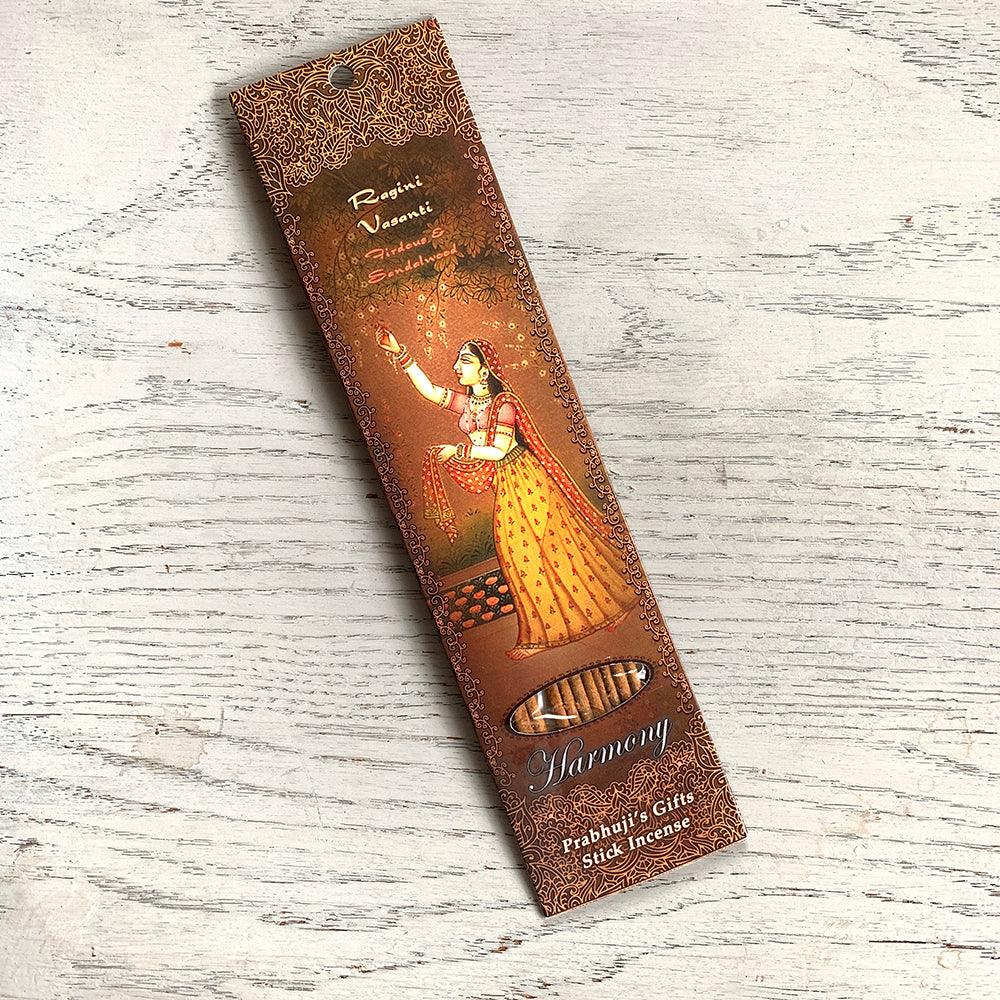 Ragini
Vasanti
Firdous &
Sandalwood
Harmony
Prabhuji's Gifts
Stick Incense